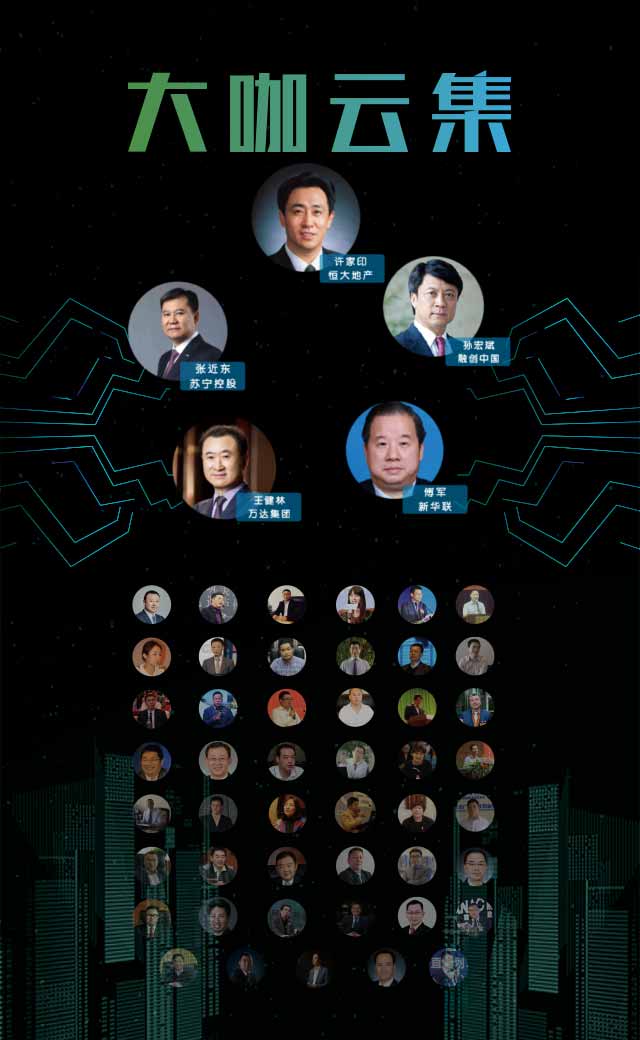 大咖云集
许家印
恒大地产
孙宏斌
融创中国
张近东
苏宁控股
王健林
万达集团
傅军
新华联